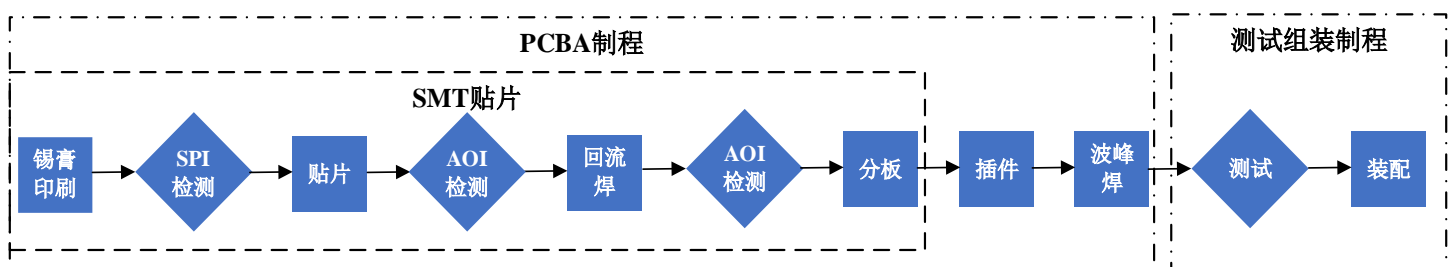 PCBA制程
测试组装制程
SMT贴片
锡膏
印刷
SPI
检测
贴片
AOI
检测
回流
焊
AOI
检测
分板
插件
波峰
焊
测试
装配